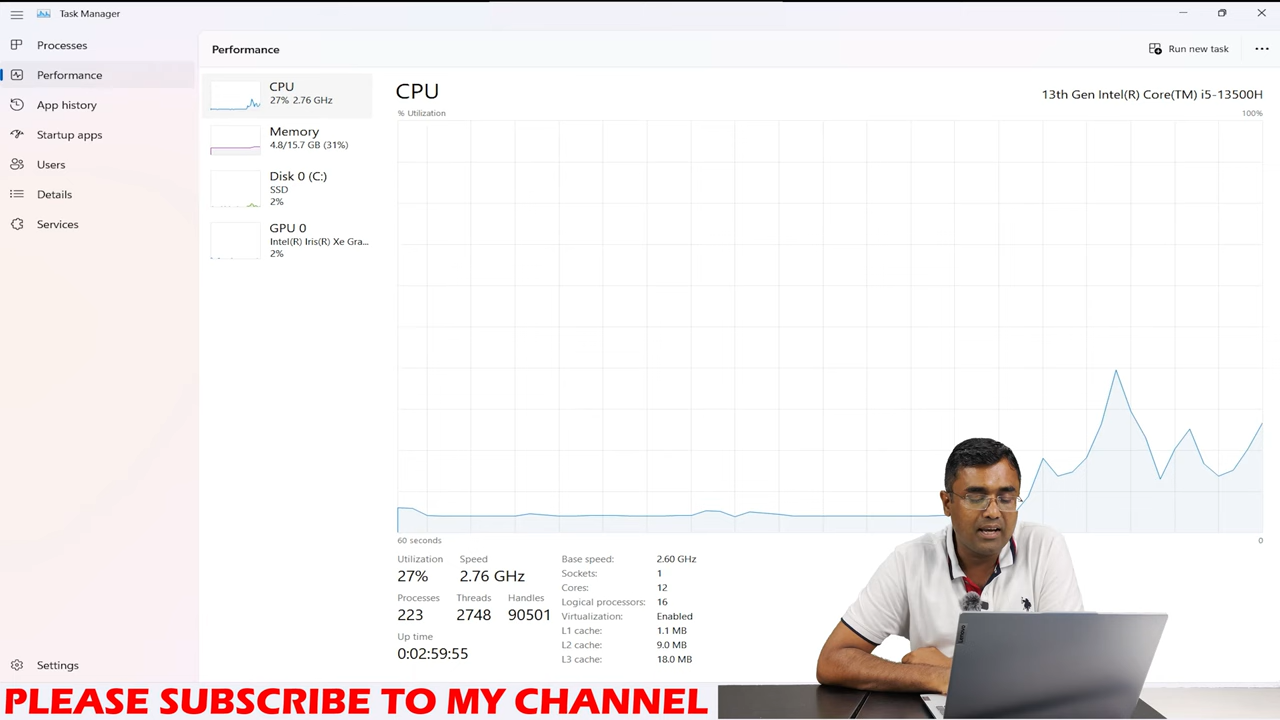 Task Manager
Processes
Performance
App history
Startup apps
Users
Details
Services
Settings
Performance
Run new task
CPU
27% 2.76 GHz
Memory
4.8/15.7 GB (31%)
Disk 0 (C:)
SSD
2%
GPU 0
Intel(R) Iris(R) Xe Gra...
2%
CPU
13th Gen Intel(R) Core(TM) i5-13500H
% Utilization
100%
60 seconds
0
Utilization
27%
Speed
2.76 GHz
Processes
223
Threads
2748
Handles
90501
Up time
0:02:59:55
Base speed: 2.60 GHz
Sockets: 1
Cores: 12
Logical processors: 16
Virtualization: Enabled
L1 cache: 1.1 MB
L2 cache: 9.0 MB
L3 cache: 18.0 MB
Lenovo
PLEASE SUBSCRIBE TO MY CHANNEL